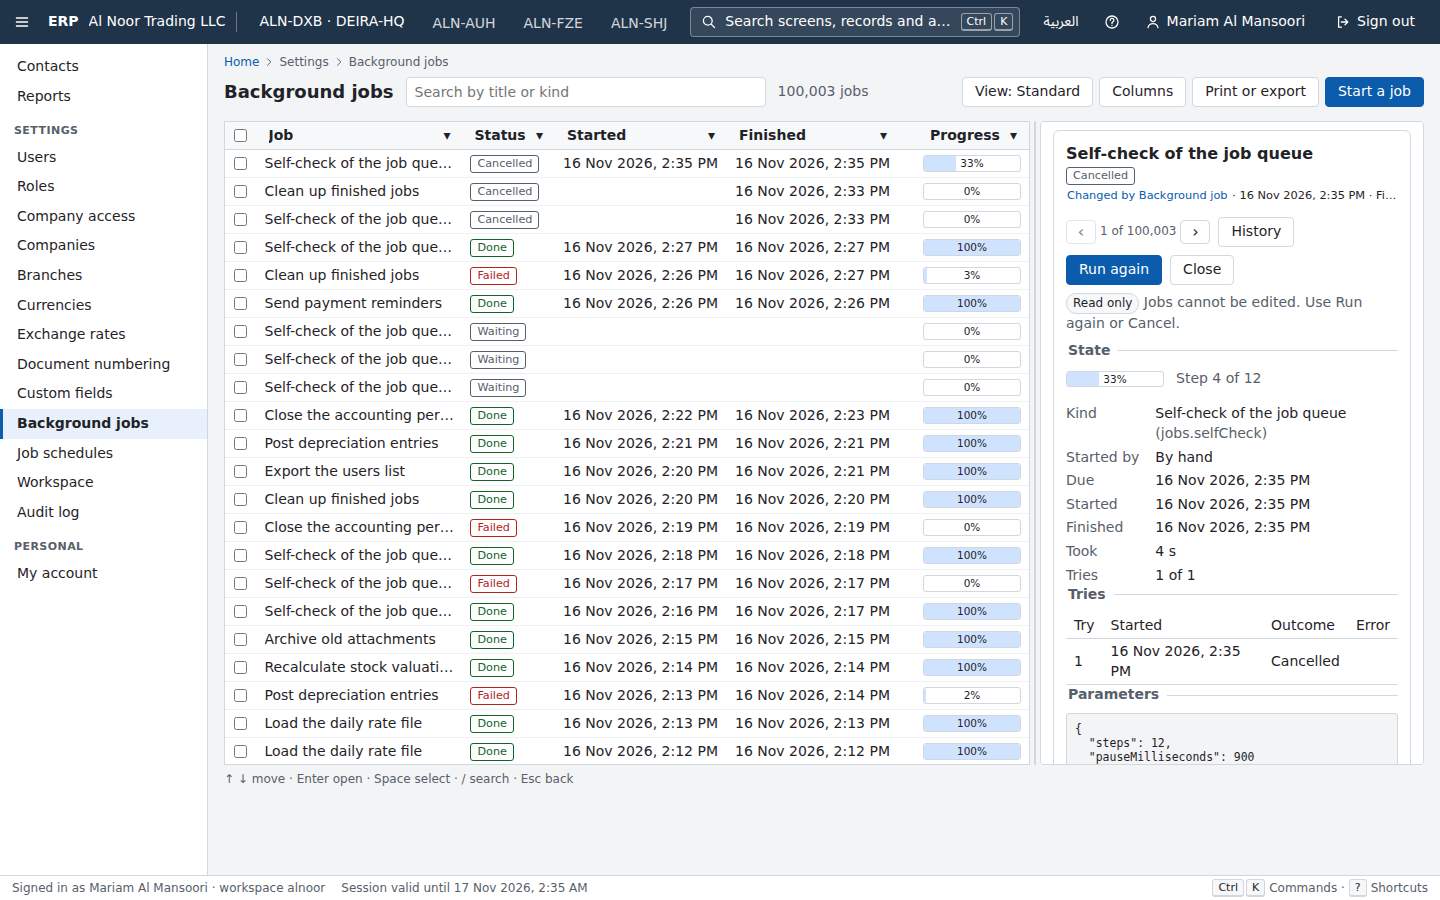 ERP Al Noor Trading LLC ALN-DXB · DEIRA-HQ ALN-AUH ALN-FZE ALN-SHJ Search screens, records and a… Ctrl K العربية Mariam Al Mansoori Sign out
Contacts
Reports
SETTINGS
Users
Roles
Company access
Companies
Branches
Currencies
Exchange rates
Document numbering
Custom fields
Background jobs
Job schedules
Workspace
Audit log
PERSONAL
My account
Home > Settings > Background jobs
Background jobs Search by title or kind 100,003 jobs View: Standard Columns Print or export Start a job
Job Status Started Finished Progress
Self-check of the job que… Cancelled 16 Nov 2026, 2:35 PM 16 Nov 2026, 2:35 PM 33%
Clean up finished jobs Cancelled 16 Nov 2026, 2:33 PM 0%
Self-check of the job que… Cancelled 16 Nov 2026, 2:33 PM 0%
Self-check of the job que… Done 16 Nov 2026, 2:27 PM 16 Nov 2026, 2:27 PM 100%
Clean up finished jobs Failed 16 Nov 2026, 2:26 PM 16 Nov 2026, 2:27 PM 3%
Send payment reminders Done 16 Nov 2026, 2:26 PM 16 Nov 2026, 2:26 PM 100%
Self-check of the job que… Waiting 0%
Self-check of the job que… Waiting 0%
Self-check of the job que… Waiting 0%
Close the accounting per… Done 16 Nov 2026, 2:22 PM 16 Nov 2026, 2:23 PM 100%
Post depreciation entries Done 16 Nov 2026, 2:21 PM 16 Nov 2026, 2:21 PM 100%
Export the users list Done 16 Nov 2026, 2:20 PM 16 Nov 2026, 2:21 PM 100%
Clean up finished jobs Done 16 Nov 2026, 2:20 PM 16 Nov 2026, 2:20 PM 100%
Close the accounting per… Failed 16 Nov 2026, 2:19 PM 16 Nov 2026, 2:19 PM 0%
Self-check of the job que… Done 16 Nov 2026, 2:18 PM 16 Nov 2026, 2:18 PM 100%
Self-check of the job que… Failed 16 Nov 2026, 2:17 PM 16 Nov 2026, 2:17 PM 0%
Self-check of the job que… Done 16 Nov 2026, 2:16 PM 16 Nov 2026, 2:17 PM 100%
Archive old attachments Done 16 Nov 2026, 2:15 PM 16 Nov 2026, 2:15 PM 100%
Recalculate stock valuati… Done 16 Nov 2026, 2:14 PM 16 Nov 2026, 2:14 PM 100%
Post depreciation entries Failed 16 Nov 2026, 2:13 PM 16 Nov 2026, 2:14 PM 2%
Load the daily rate file Done 16 Nov 2026, 2:13 PM 16 Nov 2026, 2:13 PM 100%
Load the daily rate file Done 16 Nov 2026, 2:12 PM 16 Nov 2026, 2:12 PM 100%
↑ ↓ move · Enter open · Space select · / search · Esc back
Self-check of the job queue
Cancelled
Changed by Background job · 16 Nov 2026, 2:35 PM · Fi…
‹ 1 of 100,003 › History
Run again Close
Read only Jobs cannot be edited. Use Run
again or Cancel.
State
33% Step 4 of 12
Kind Self-check of the job queue
(jobs.selfCheck)
Started by By hand
Due 16 Nov 2026, 2:35 PM
Started 16 Nov 2026, 2:35 PM
Finished 16 Nov 2026, 2:35 PM
Took 4 s
Tries 1 of 1
Tries
Try Started Outcome Error
1 16 Nov 2026, 2:35 PM Cancelled
Parameters
{
"steps": 12,
"pauseMilliseconds": 900
Signed in as Mariam Al Mansoori · workspace alnoor Session valid until 17 Nov 2026, 2:35 AM Ctrl K Commands · ? Shortcuts